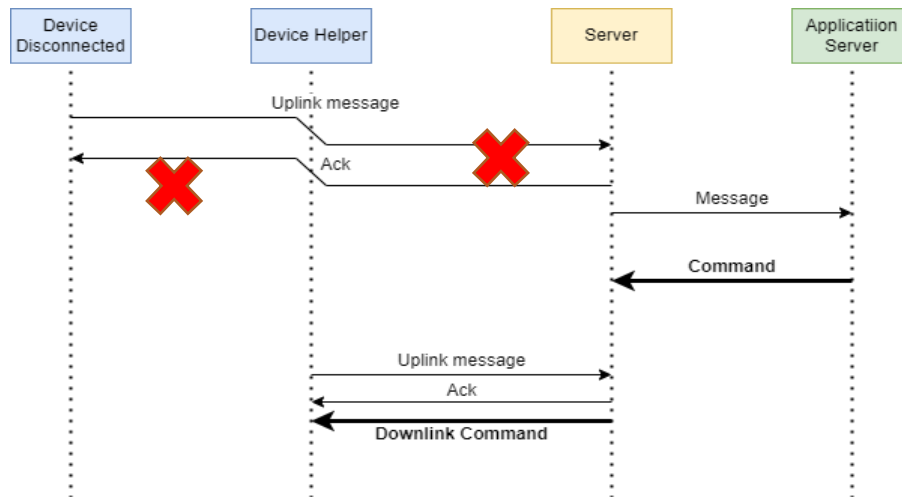 Device
Disconnected
Device Helper
Server
Applicatiion
Server
Uplink message
Ack
Message
Command
Uplink message
Ack
Downlink Command